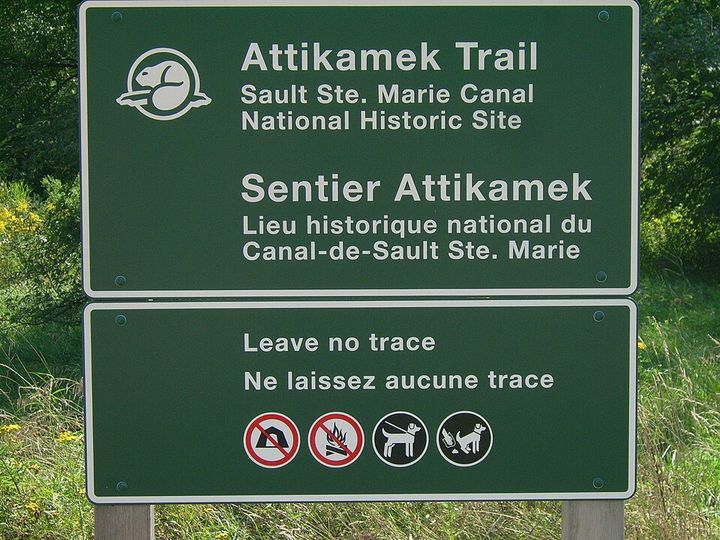 Attikamek Trail
Sault Ste. Marie Canal
National Historic Site
Sentier Attikamek
Lieu historique national du
Canal-de-Sault Ste. Marie
Leave no trace
Ne laissez aucune trace